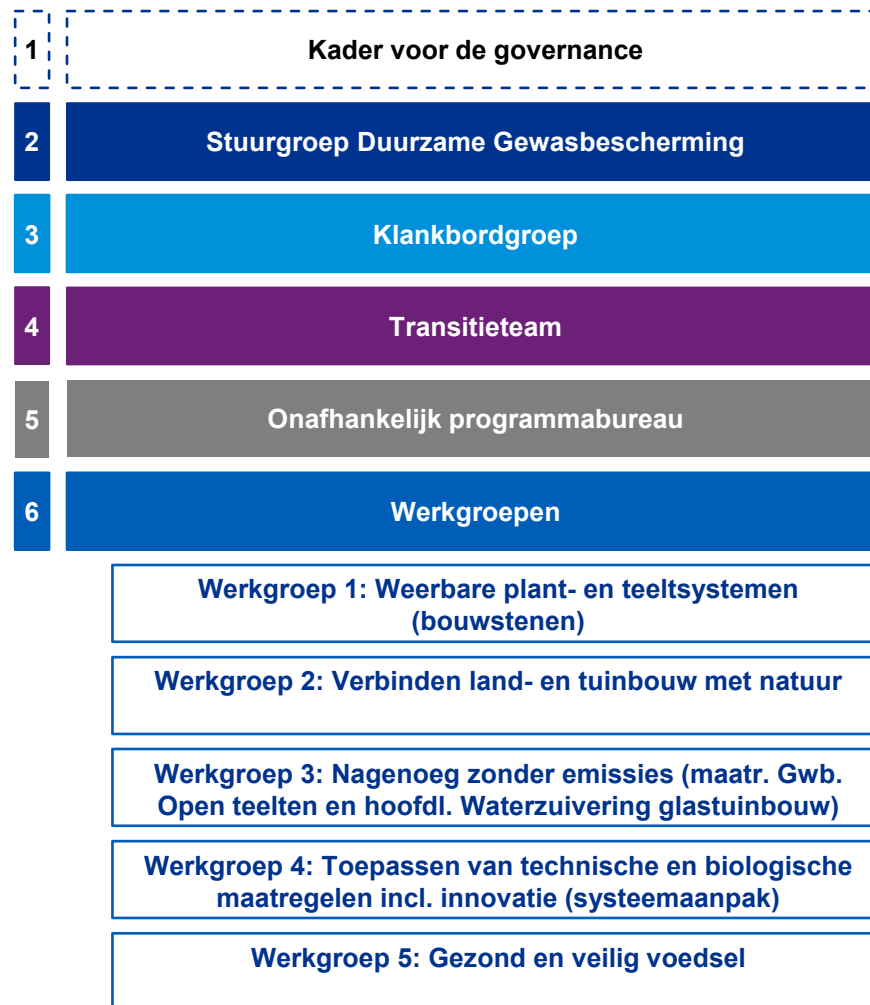 1 Kader voor de governance
2 Stuurgroep Duurzame Gewasbescherming
3 Klankbordgroep
4 Transitieteam
5 Onafhankelijk programmabureau
6 Werkgroepen
Werkgroep 1: Weerbare plant- en teeltsystemen
(bouwstenen)
Werkgroep 2: Verbinden land- en tuinbouw met natuur
Werkgroep 3: Nagenoeg zonder emissies (maatr. Gwb.
Open teelten en hoofdl. Waterzuivering glastuinbouw)
Werkgroep 4: Toepassen van technische en biologische
maatregelen incl. innovatie (systeemaanpak)
Werkgroep 5: Gezond en veilig voedsel